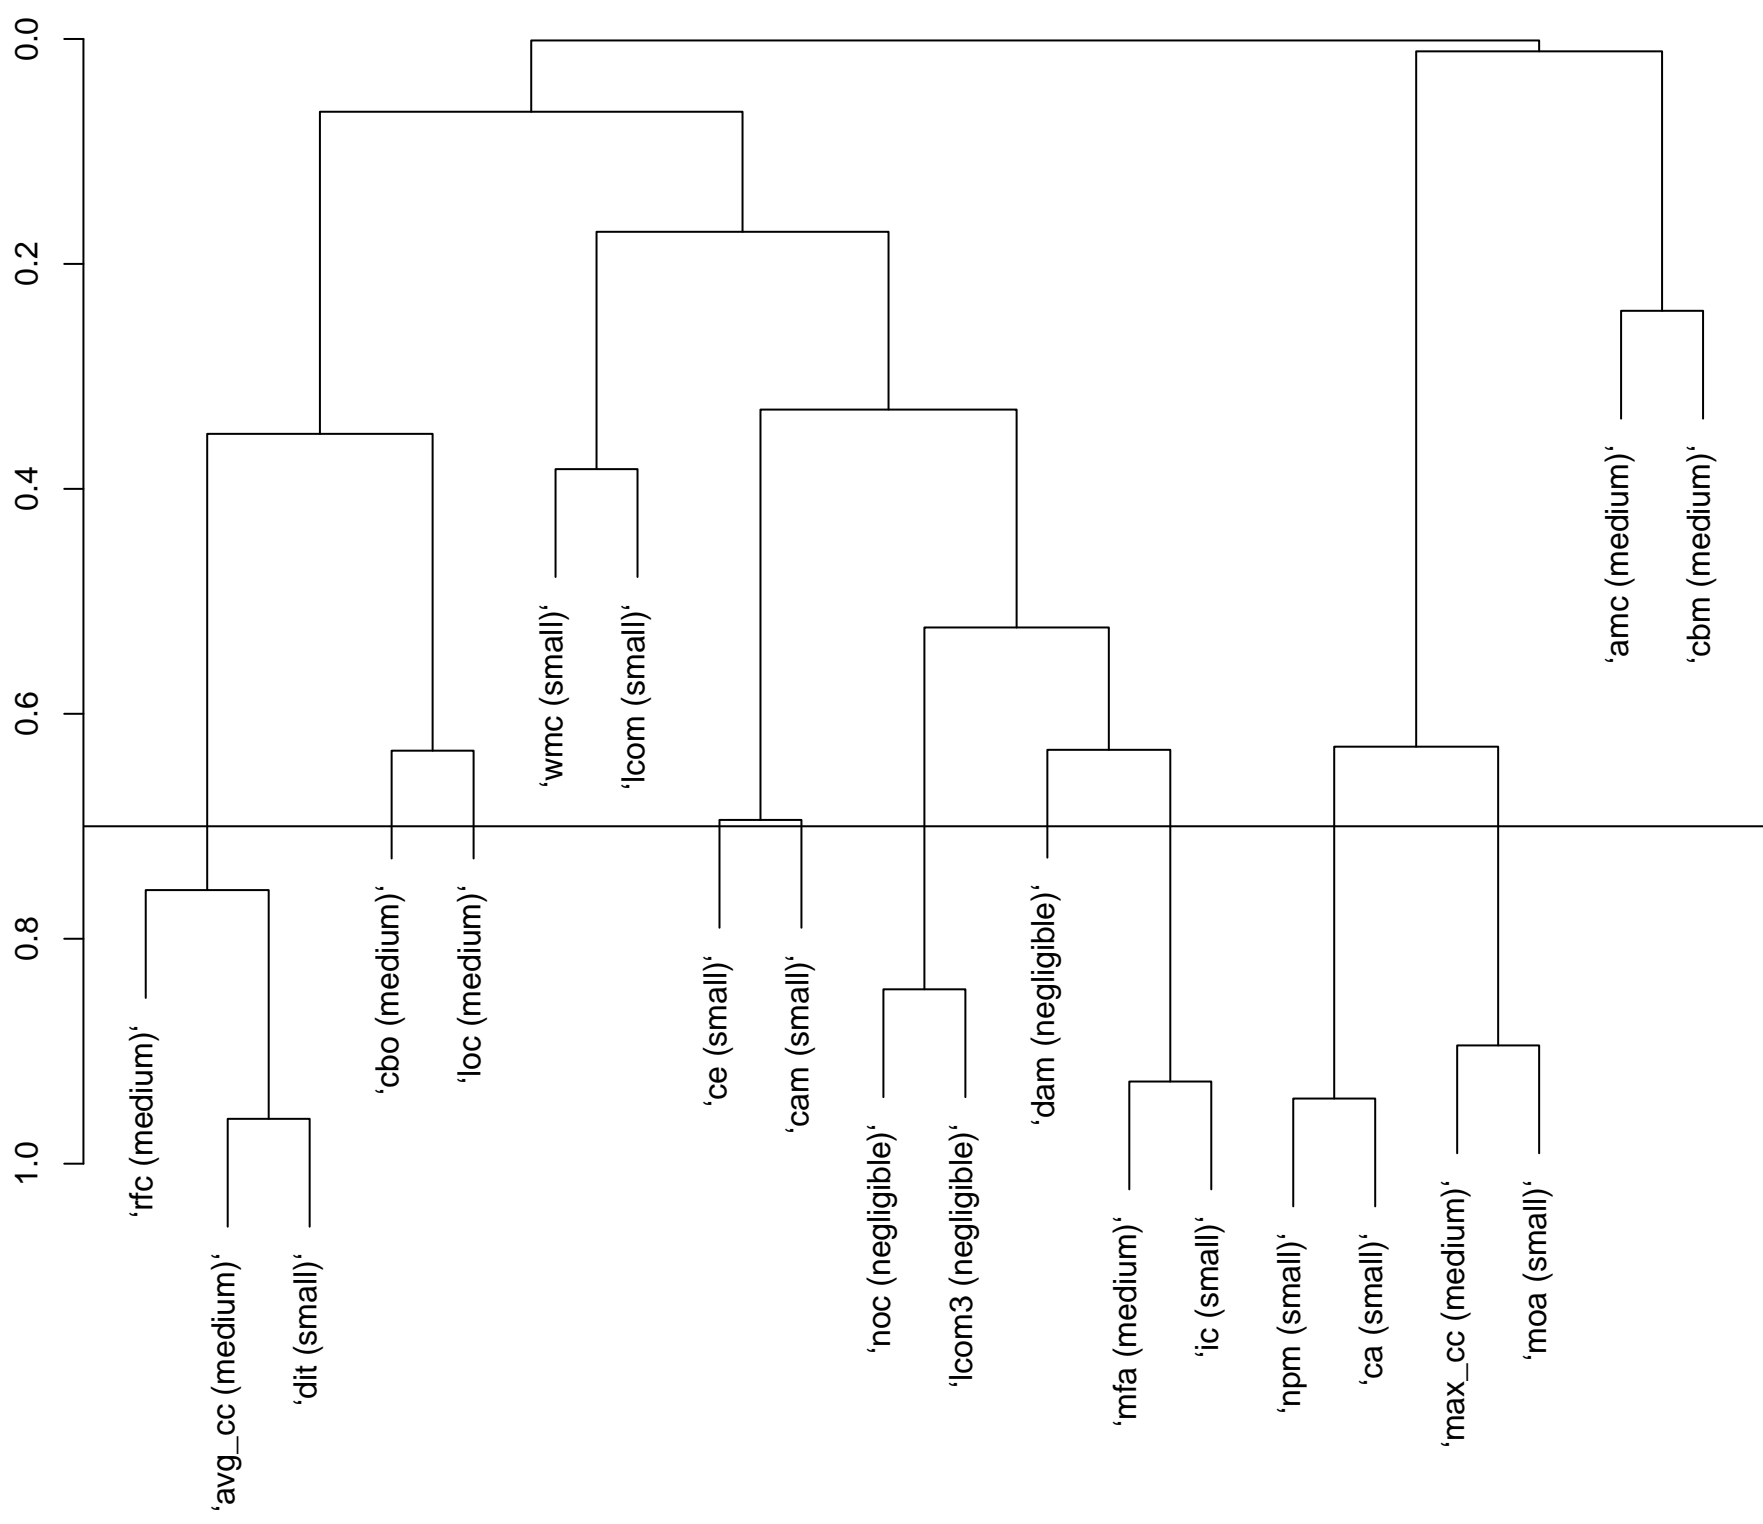 0.0
0.2
0.4
0.6
0.8
1.0
‘rfc (medium)‘
‘avg_cc (medium)‘
‘dit (small)‘
‘cbo (medium)‘
‘loc (medium)‘
‘wmc (small)‘
‘lcom (small)‘
‘ce (small)‘
‘cam (small)‘
‘noc (negligible)‘
‘lcom3 (negligible)‘
‘dam (negligible)‘
‘mfa (medium)‘
‘ic (small)‘
‘npm (small)‘
‘ca (small)‘
‘max_cc (medium)‘
‘moa (small)‘
‘amc (medium)‘
‘cbm (medium)‘